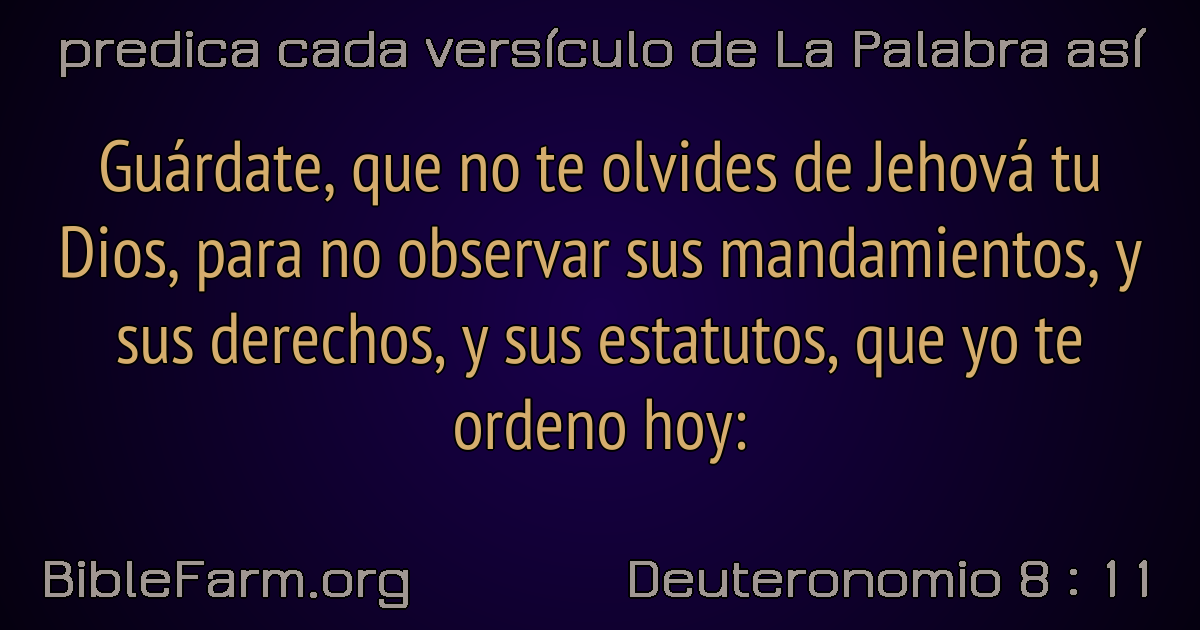 predica cada versículo de La Palabra así
Guárdate, que no te olvides de Jehová tu
Dios, para no observar sus mandamientos, y
sus derechos, y sus estatutos, que yo te
ordeno hoy:
BibleFarm.org
Deuteronomio 8 : 11